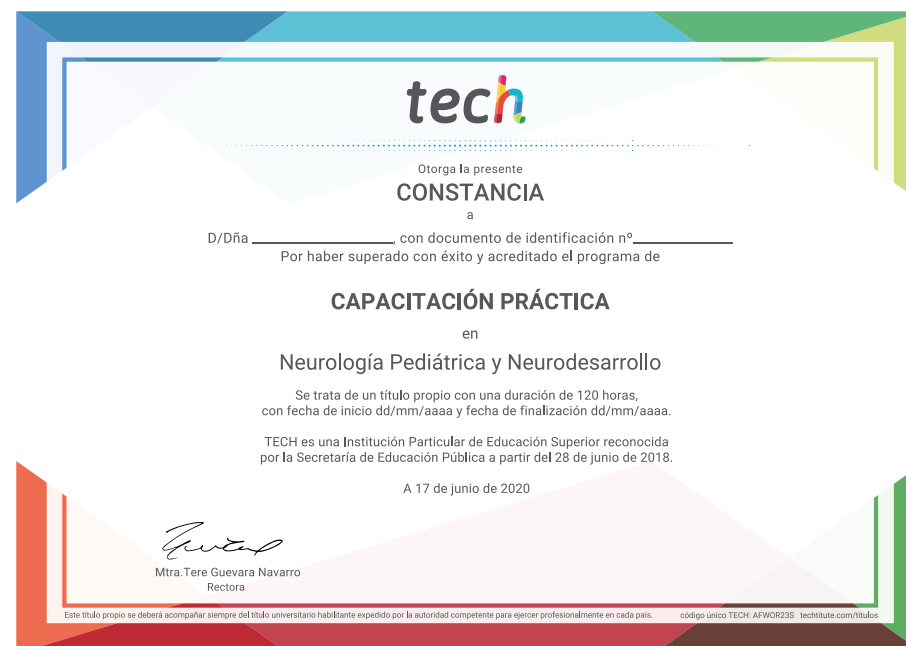 tech
Otorga la presente
CONSTANCIA
a
D/Dña ____________________, con documento de identificación nº______________
Por haber superado con éxito y acreditado el programa de
CAPACITACIÓN PRÁCTICA
en
Neurología Pediátrica y Neurodesarrollo
Se trata de un título propio con una duración de 120 horas,
con fecha de inicio dd/mm/aaaa y fecha de finalización dd/mm/aaaa.
TECH es una Institución Particular de Educación Superior reconocida
por la Secretaría de Educación Pública a partir del 28 de junio de 2018.
A 17 de junio de 2020
Mtra.Tere Guevara Navarro
Rectora
Este título propio se deberá acompañar siempre del título universitario habilitante expedido por la autoridad competente para ejercer profesionalmente en cada país. código único TECH: AFWOR23S techtitute.com/titulos